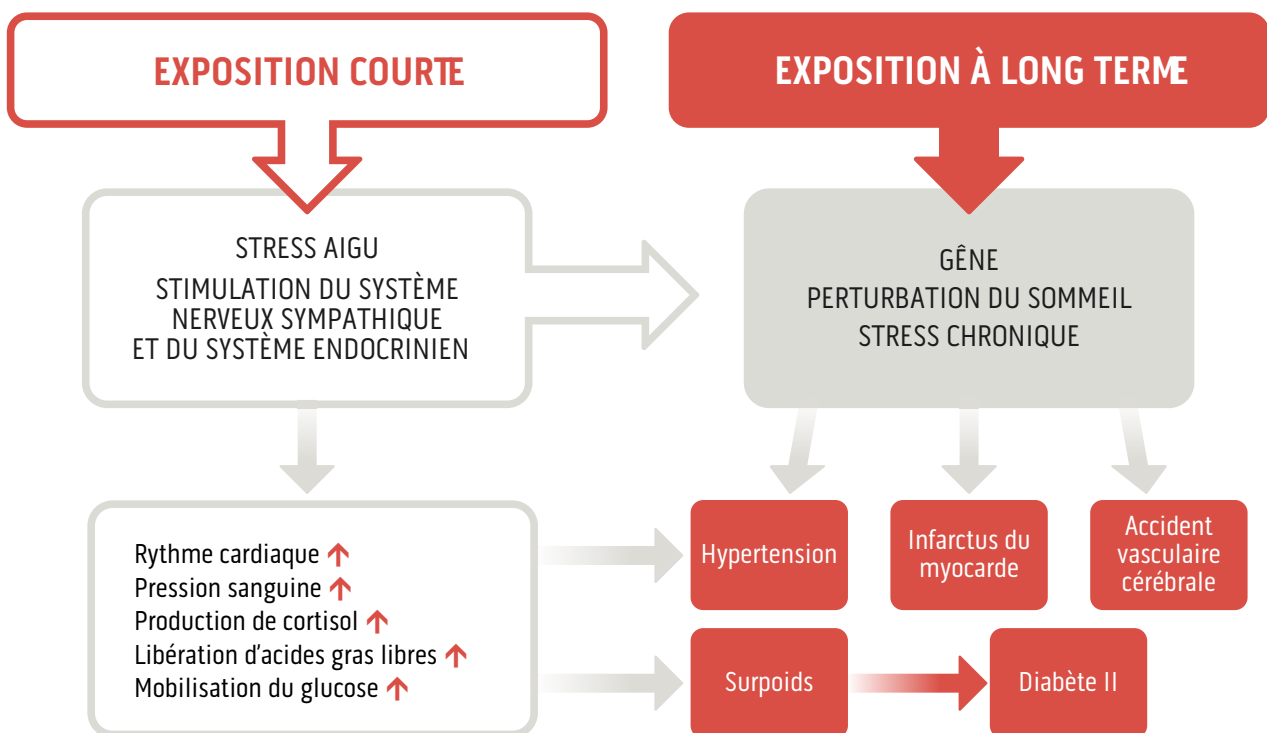 EXPOSITION COURTE
EXPOSITION À LONG TERME
STRESS AIGU
STIMULATION DU SYSTÈME
NERVEUX SYMPATHIQUE
ET DU SYSTÈME ENDOCRINIEN
GÊNE
PERTURBATION DU SOMMEIL
STRESS CHRONIQUE
Rythme cardiaque ↑
Pression sanguine ↑
Production de cortisol ↑
Libération d'acides gras libres ↑
Mobilisation du glucose ↑
Hypertension
Infarctus du
myocarde
Accident
vasculaire
cérébrale
Surpoids
Diabète II